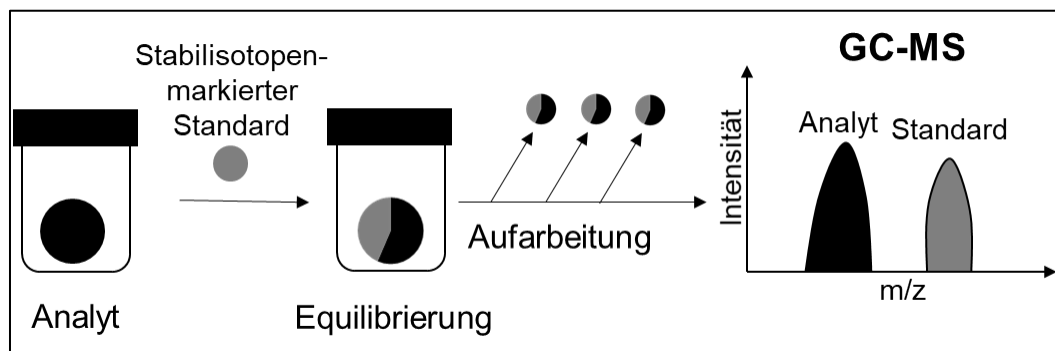 GC-MS
Stabilisotopen-
markierter
Standard
Analyt
Equilibrierung
Aufarbeitung
Intensität
Analyt
Standard
m/z